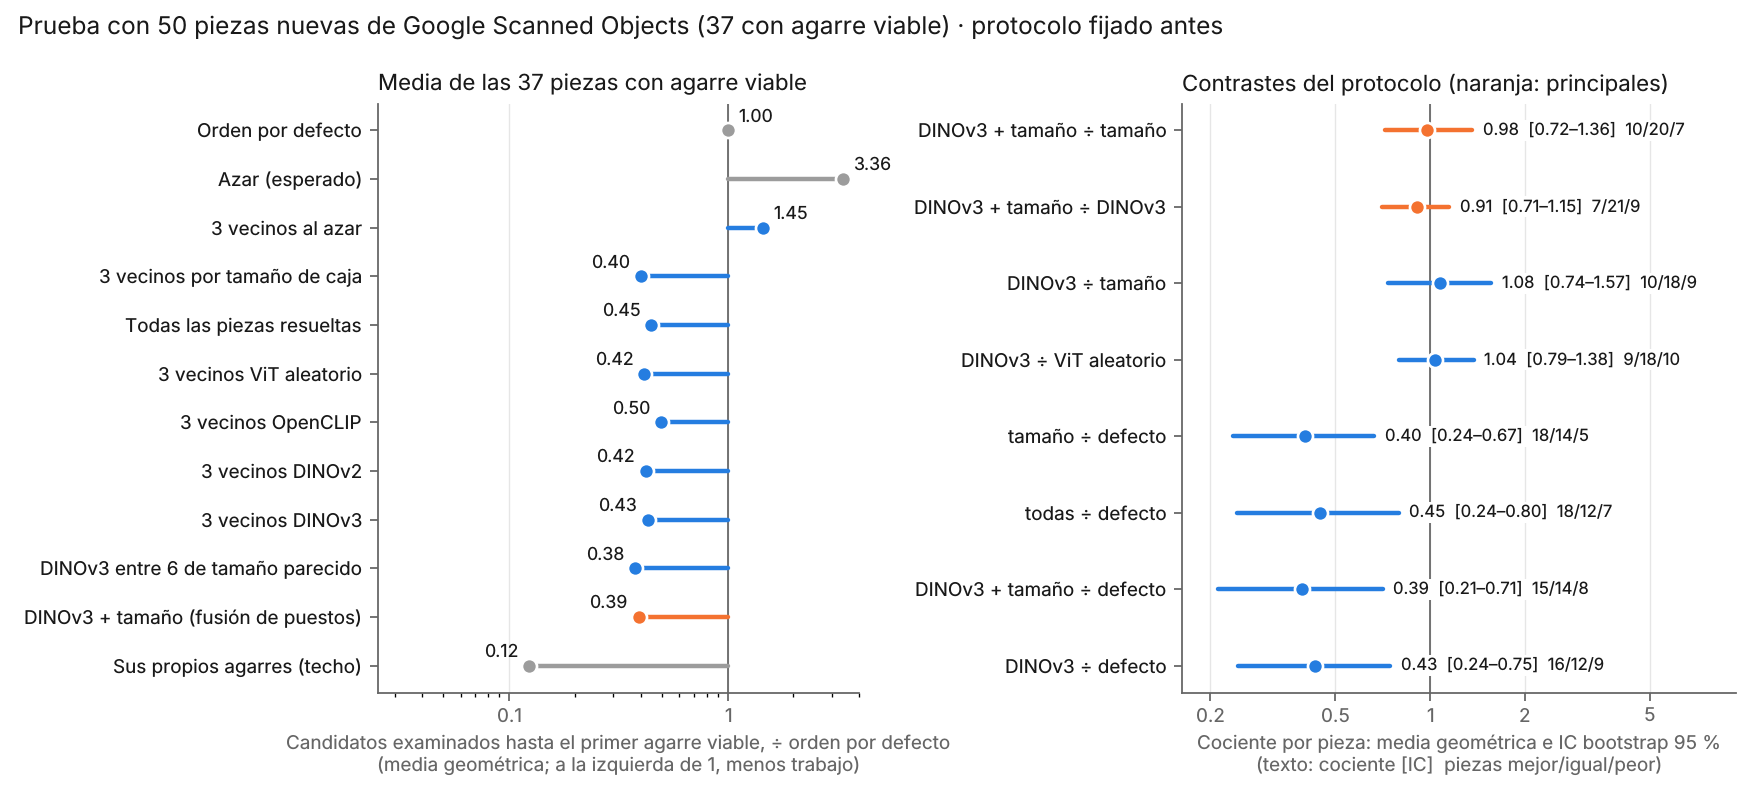 Prueba con 50 piezas nuevas de Google Scanned Objects (37 con agarre viable) · protocolo fijado antes
Media de las 37 piezas con agarre viable
Orden por defecto
1.00
Azar (esperado)
3.36
3 vecinos al azar
1.45
3 vecinos por tamaño de caja
0.40
Todas las piezas resueltas
0.45
3 vecinos ViT aleatorio
0.42
3 vecinos OpenCLIP
0.50
3 vecinos DINOv2
0.42
3 vecinos DINOv3
0.43
DINOv3 entre 6 de tamaño parecido
0.38
DINOv3 + tamaño (fusión de puestos)
0.39
Sus propios agarres (techo)
0.12
0.1 1
Candidatos examinados hasta el primer agarre viable, ÷ orden por defecto
(media geométrica; a la izquierda de 1, menos trabajo)
Contrastes del protocolo (naranja: principales)
DINOv3 + tamaño ÷ tamaño 0.98 [0.72–1.36] 10/20/7
DINOv3 + tamaño ÷ DINOv3 0.91 [0.71–1.15] 7/21/9
DINOv3 ÷ tamaño 1.08 [0.74–1.57] 10/18/9
DINOv3 ÷ ViT aleatorio 1.04 [0.79–1.38] 9/18/10
tamaño ÷ defecto 0.40 [0.24–0.67] 18/14/5
todas ÷ defecto 0.45 [0.24–0.80] 18/12/7
DINOv3 + tamaño ÷ defecto 0.39 [0.21–0.71] 15/14/8
DINOv3 ÷ defecto 0.43 [0.24–0.75] 16/12/9
0.2 0.5 1 2 5
Cociente por pieza: media geométrica e IC bootstrap 95 %
(texto: cociente [IC] piezas mejor/igual/peor)